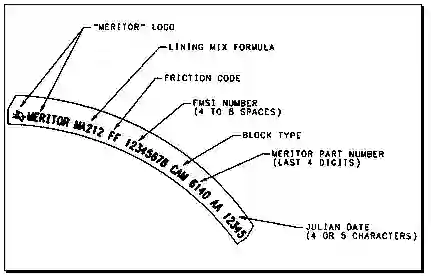 "MERITOR" LOGO
LINING MIX FORMULA
FRICTION CODE
FMSI NUMBER
(4 TO 8 SPACES)
BLOCK TYPE
MERITOR PART NUMBER
(LAST 4 DIGITS)
MERITOR MA212 FF 12345678 CAM 6140 AA 12345
JULIAN DATE
(4 OR 5 CHARACTERS)